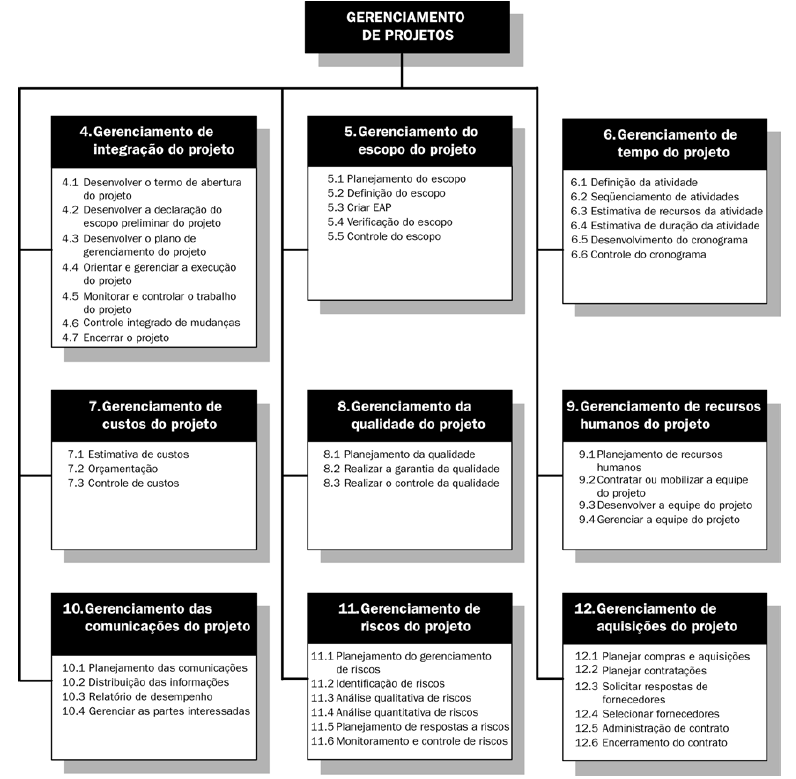 GERENCIAMENTO
DE PROJETOS
4.Gerenciamento de
integração do projeto
4.1 Desenvolver o termo de abertura
do projeto
4.2 Desenvolver a declaração do
escopo preliminar do projeto
4.3 Desenvolver o plano de
gerenciamento do projeto
4.4 Orientar e gerenciar a execução
do projeto
4.5 Monitorar e controlar o trabalho
do projeto
4.6 Controle integrado de mudanças
4.7 Encerrar o projeto
5.Gerenciamento do
escopo do projeto
5.1 Planejamento do escopo
5.2 Definição do escopo
5.3 Criar EAP
5.4 Verificação do escopo
5.5 Controle do escopo
6.Gerenciamento de
tempo do projeto
6.1 Definição da atividade
6.2 Seqüenciamento de atividades
6.3 Estimativa de recursos da atividade
6.4 Estimativa de duração da atividade
6.5 Desenvolvimento do cronograma
6.6 Controle do cronograma
7.Gerenciamento de
custos do projeto
7.1 Estimativa de custos
7.2 Orçamentação
7.3 Controle de custos
8.Gerenciamento da
qualidade do projeto
8.1 Planejamento da qualidade
8.2 Realizar a garantia da qualidade
8.3 Realizar o controle da qualidade
9.Gerenciamento de recursos
humanos do projeto
9.1 Planejamento de recursos
humanos
9.2 Contratar ou mobilizar a equipe
do projeto
9.3 Desenvolver a equipe do projeto
9.4 Gerenciar a equipe do projeto
10.Gerenciamento das
comunicações do projeto
10.1 Planejamento das comunicações
10.2 Distribuição das informações
10.3 Relatório de desempenho
10.4 Gerenciar as partes interessadas
11.Gerenciamento de
riscos do projeto
11.1 Planejamento do gerenciamento
de riscos
11.2 Identificação de riscos
11.3 Análise qualitativa de riscos
11.4 Análise quantitativa de riscos
11.5 Planejamento de respostas a riscos
11.6 Monitoramento e controle de riscos
12.Gerenciamento de
aquisições do projeto
12.1 Planejar compras e aquisições
12.2 Planejar contratações
12.3 Solicitar respostas de
fornecedores
12.4 Selecionar fornecedores
12.5 Administração de contrato
12.6 Encerramento do contrato